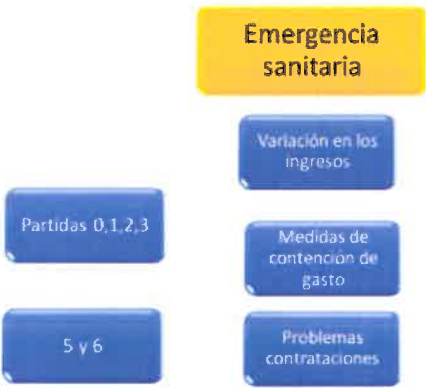 Emergencia
sanitaria
Variación en los
ingresos
Partidas 0,1,2,3
Medidas de
contención de
gasto
5 y 6
Problemas
contrataciones